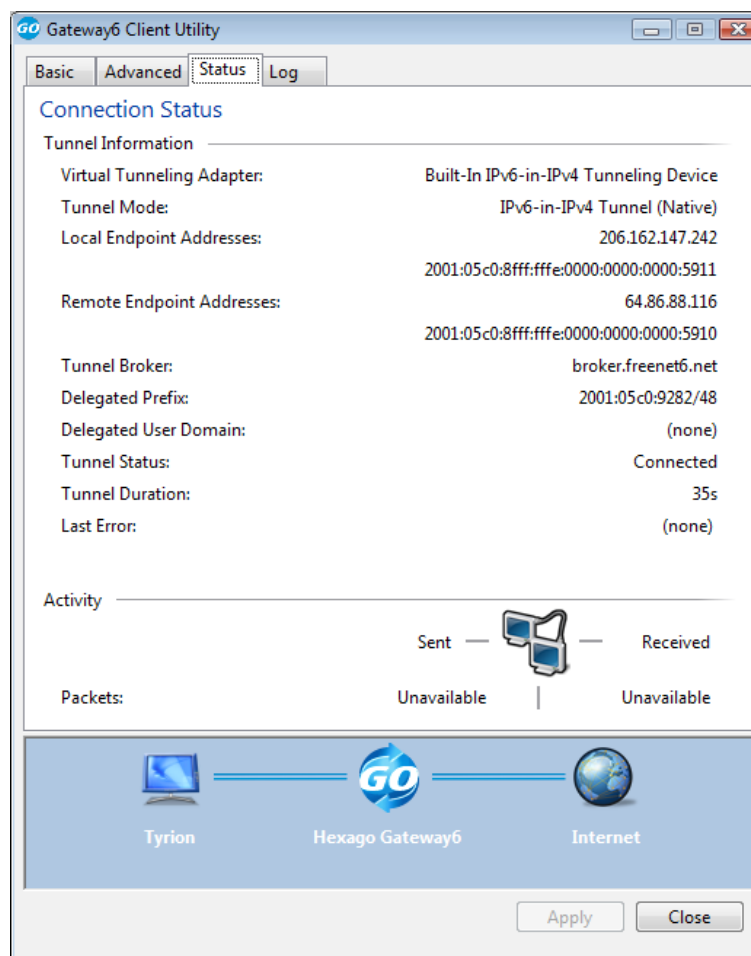 GO Gateway6 Client Utility
Basic Advanced Status Log
Connection Status
Tunnel Information
Virtual Tunneling Adapter: Built-In IPv6-in-IPv4 Tunneling Device
Tunnel Mode: IPv6-in-IPv4 Tunnel (Native)
Local Endpoint Addresses: 206.162.147.242
2001:05c0:8fff:fffe:0000:0000:0000:5911
Remote Endpoint Addresses: 64.86.88.116
2001:05c0:8fff:fffe:0000:0000:0000:5910
Tunnel Broker: broker.freenet6.net
Delegated Prefix: 2001:05c0:9282/48
Delegated User Domain: (none)
Tunnel Status: Connected
Tunnel Duration: 35s
Last Error: (none)
Activity
Sent Received
Packets: Unavailable Unavailable
GO
Tyrion Hexago Gateway6 Internet
Apply Close